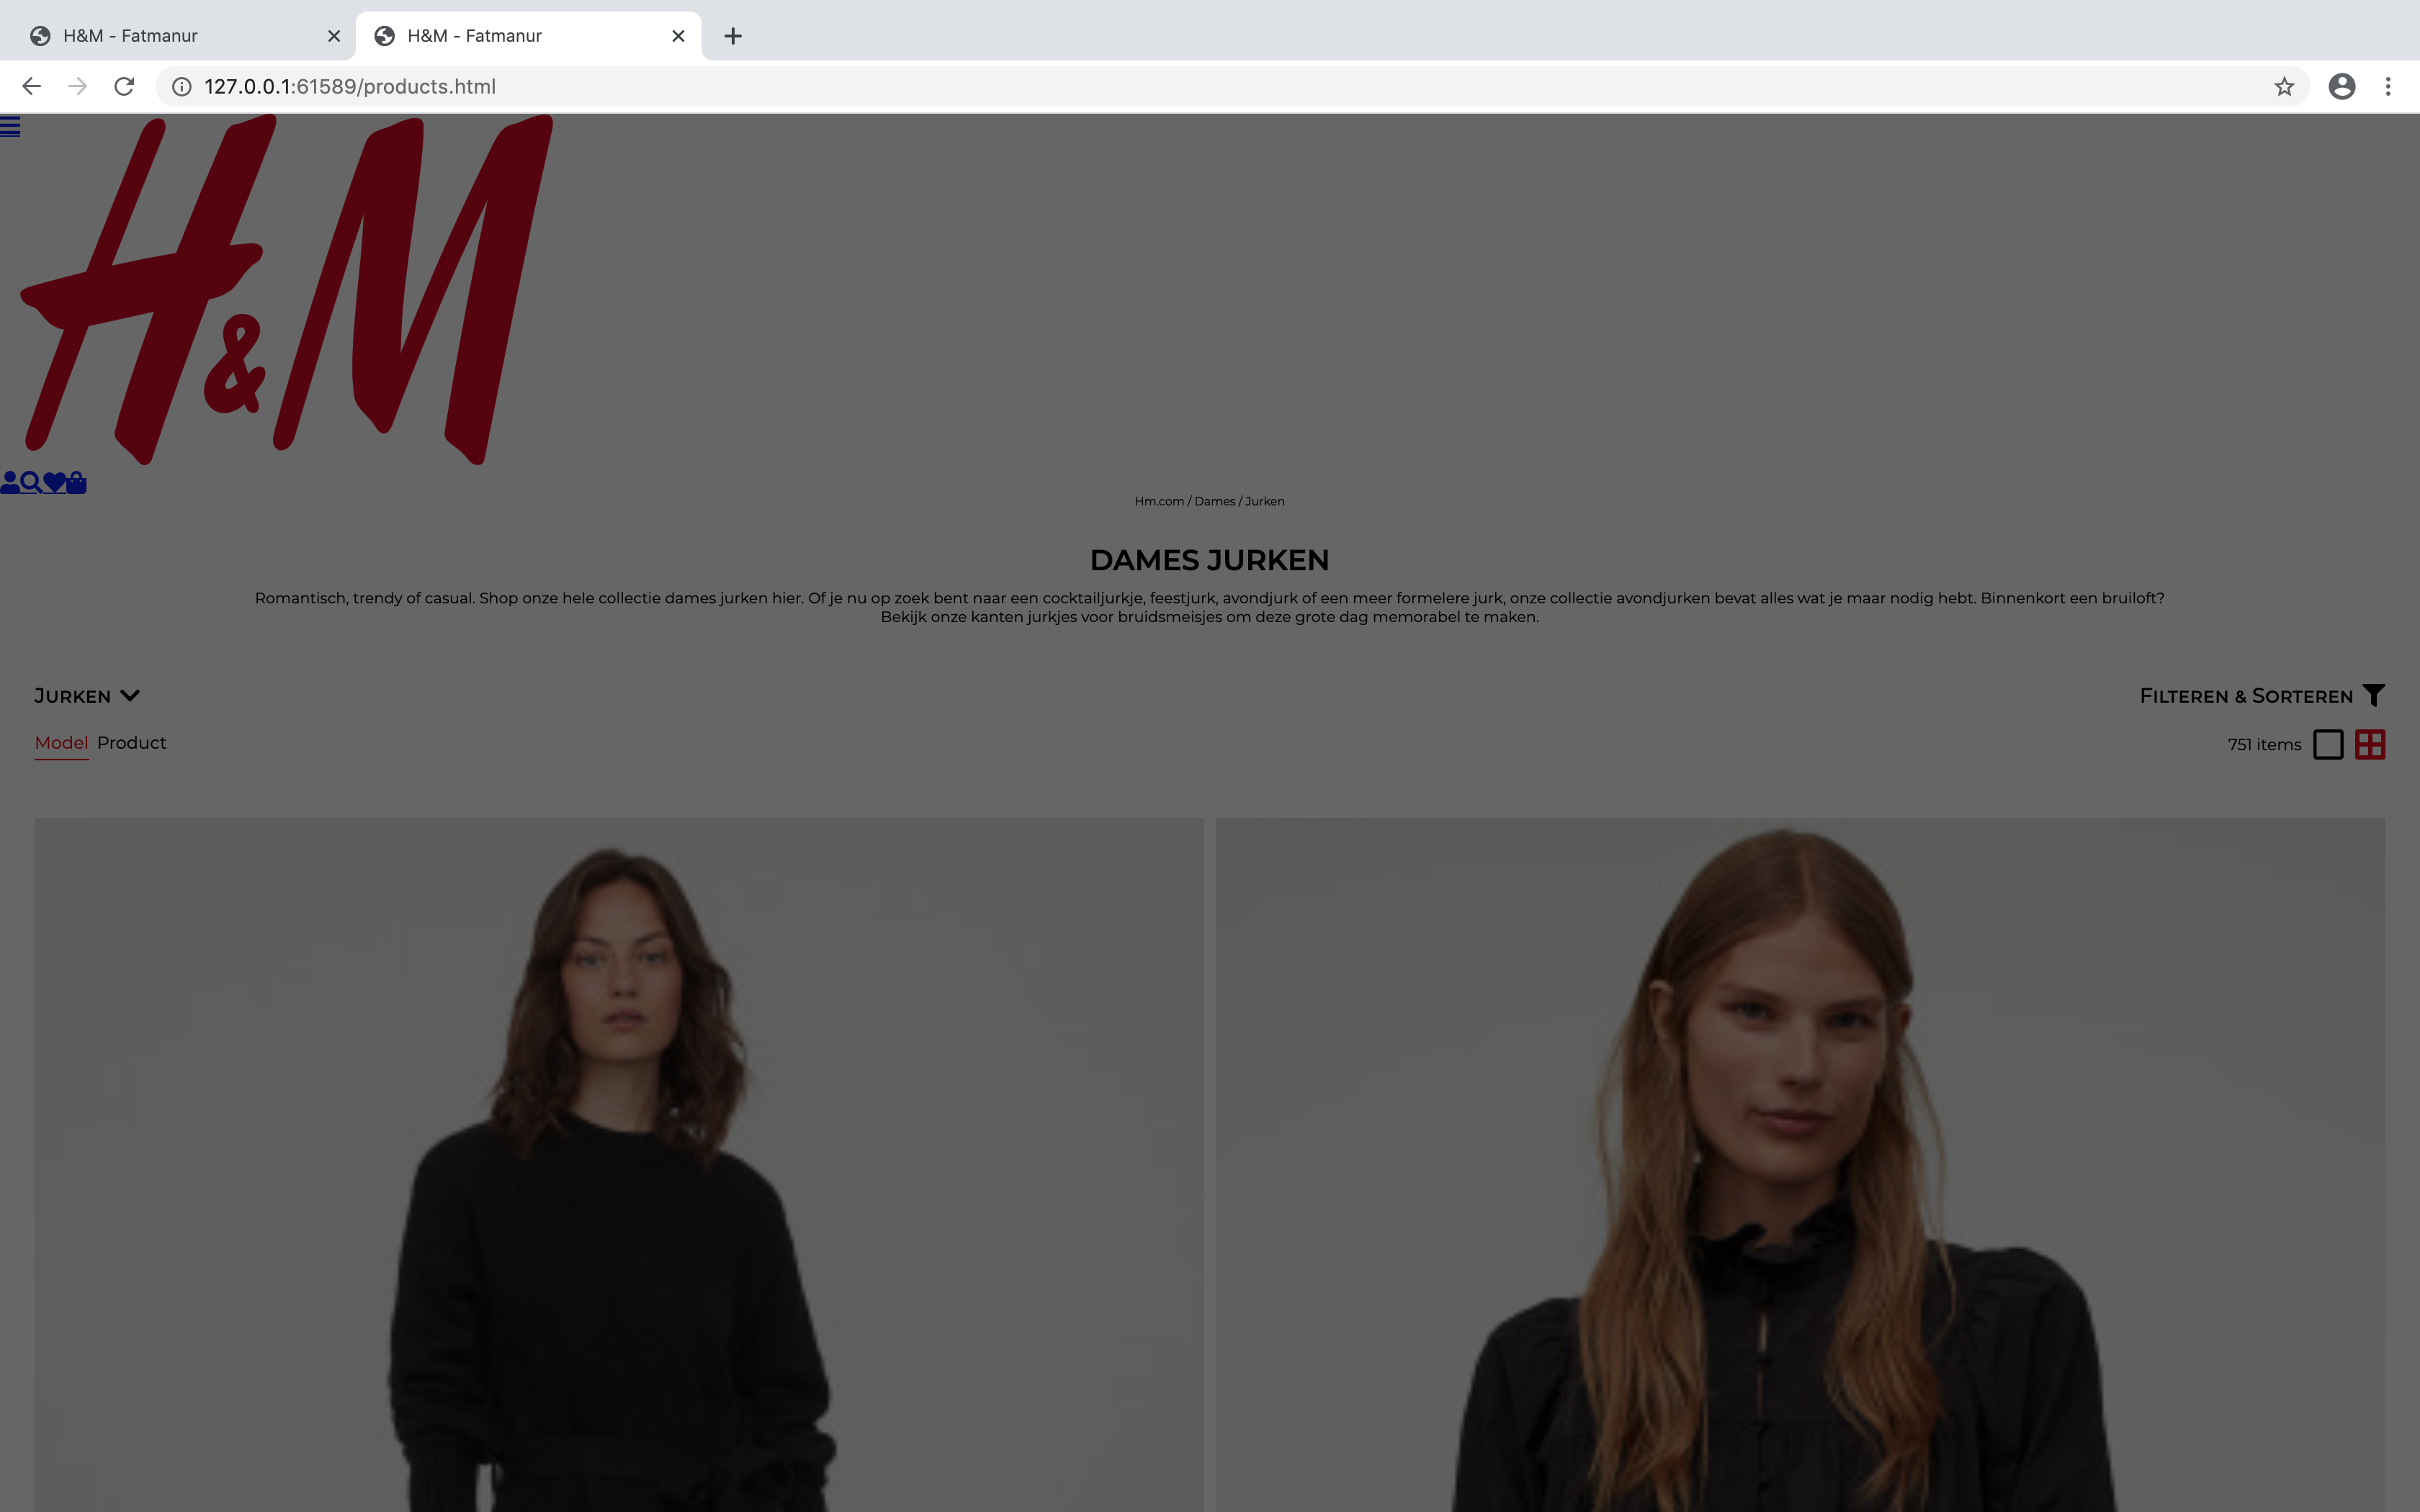 H&M - Fatmanur
H&M - Fatmanur
127.0.0.1:61589/products.html
H&M
Hm.com / Dames / Jurken
DAMES JURKEN
Romantisch, trendy of casual. Shop onze hele collectie dames jurken hier. Of je nu op zoek bent naar een cocktailjurkje, feestjurk, avondjurk of een meer formelere jurk, onze collectie avondjurken bevat alles wat je maar nodig hebt. Binnenkort een bruiloft?
Bekijk onze kanten jurkjes voor bruidsmeisjes om deze grote dag memorabel te maken.
Jurken
Filteren & Sorteren
Model Product
751 items